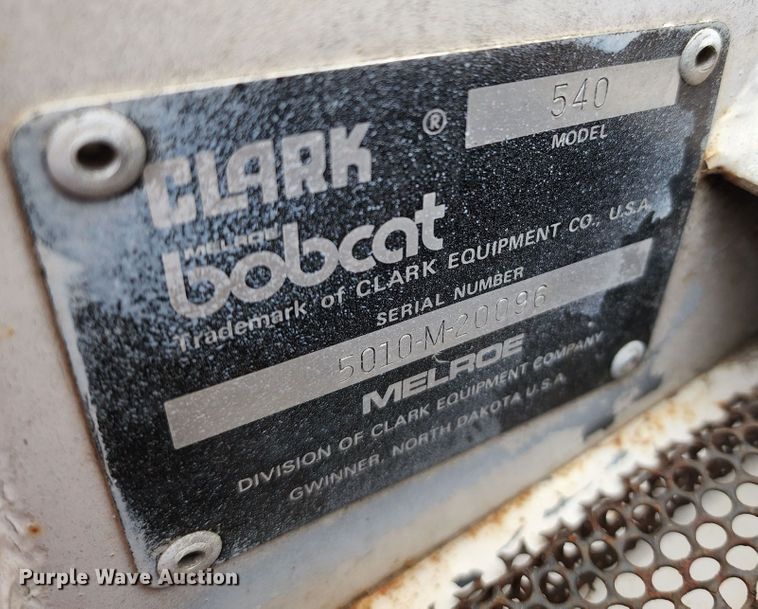 540
MODEL
CLARK ®
MELROE
bobcat
Trademark of CLARK EQUIPMENT CO., U.S.A.
SERIAL NUMBER
5010-M-20096
MELROE
DIVISION OF CLARK EQUIPMENT COMPANY
GWINNER, NORTH DAKOTA U.S.A.
Purple Wave Auction